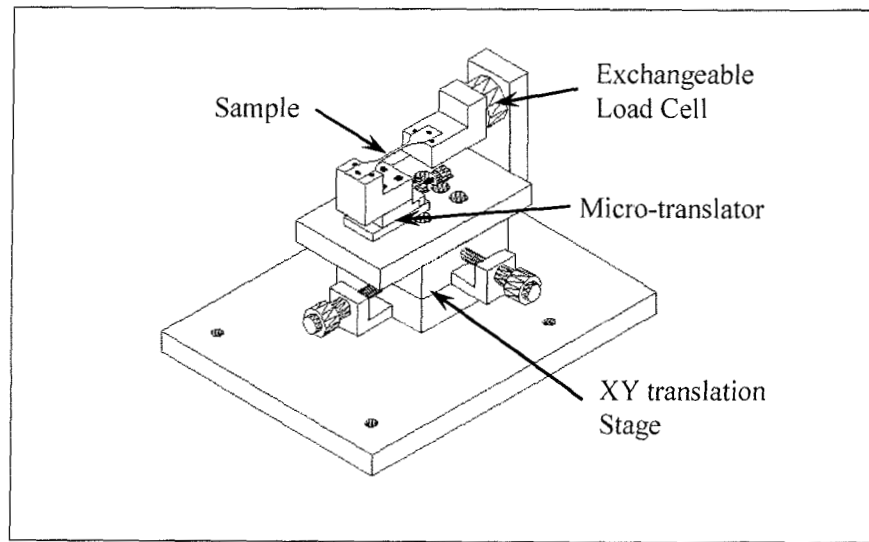 Exchangeable
Load Cell
Sample
Micro-translator
XY translation
Stage